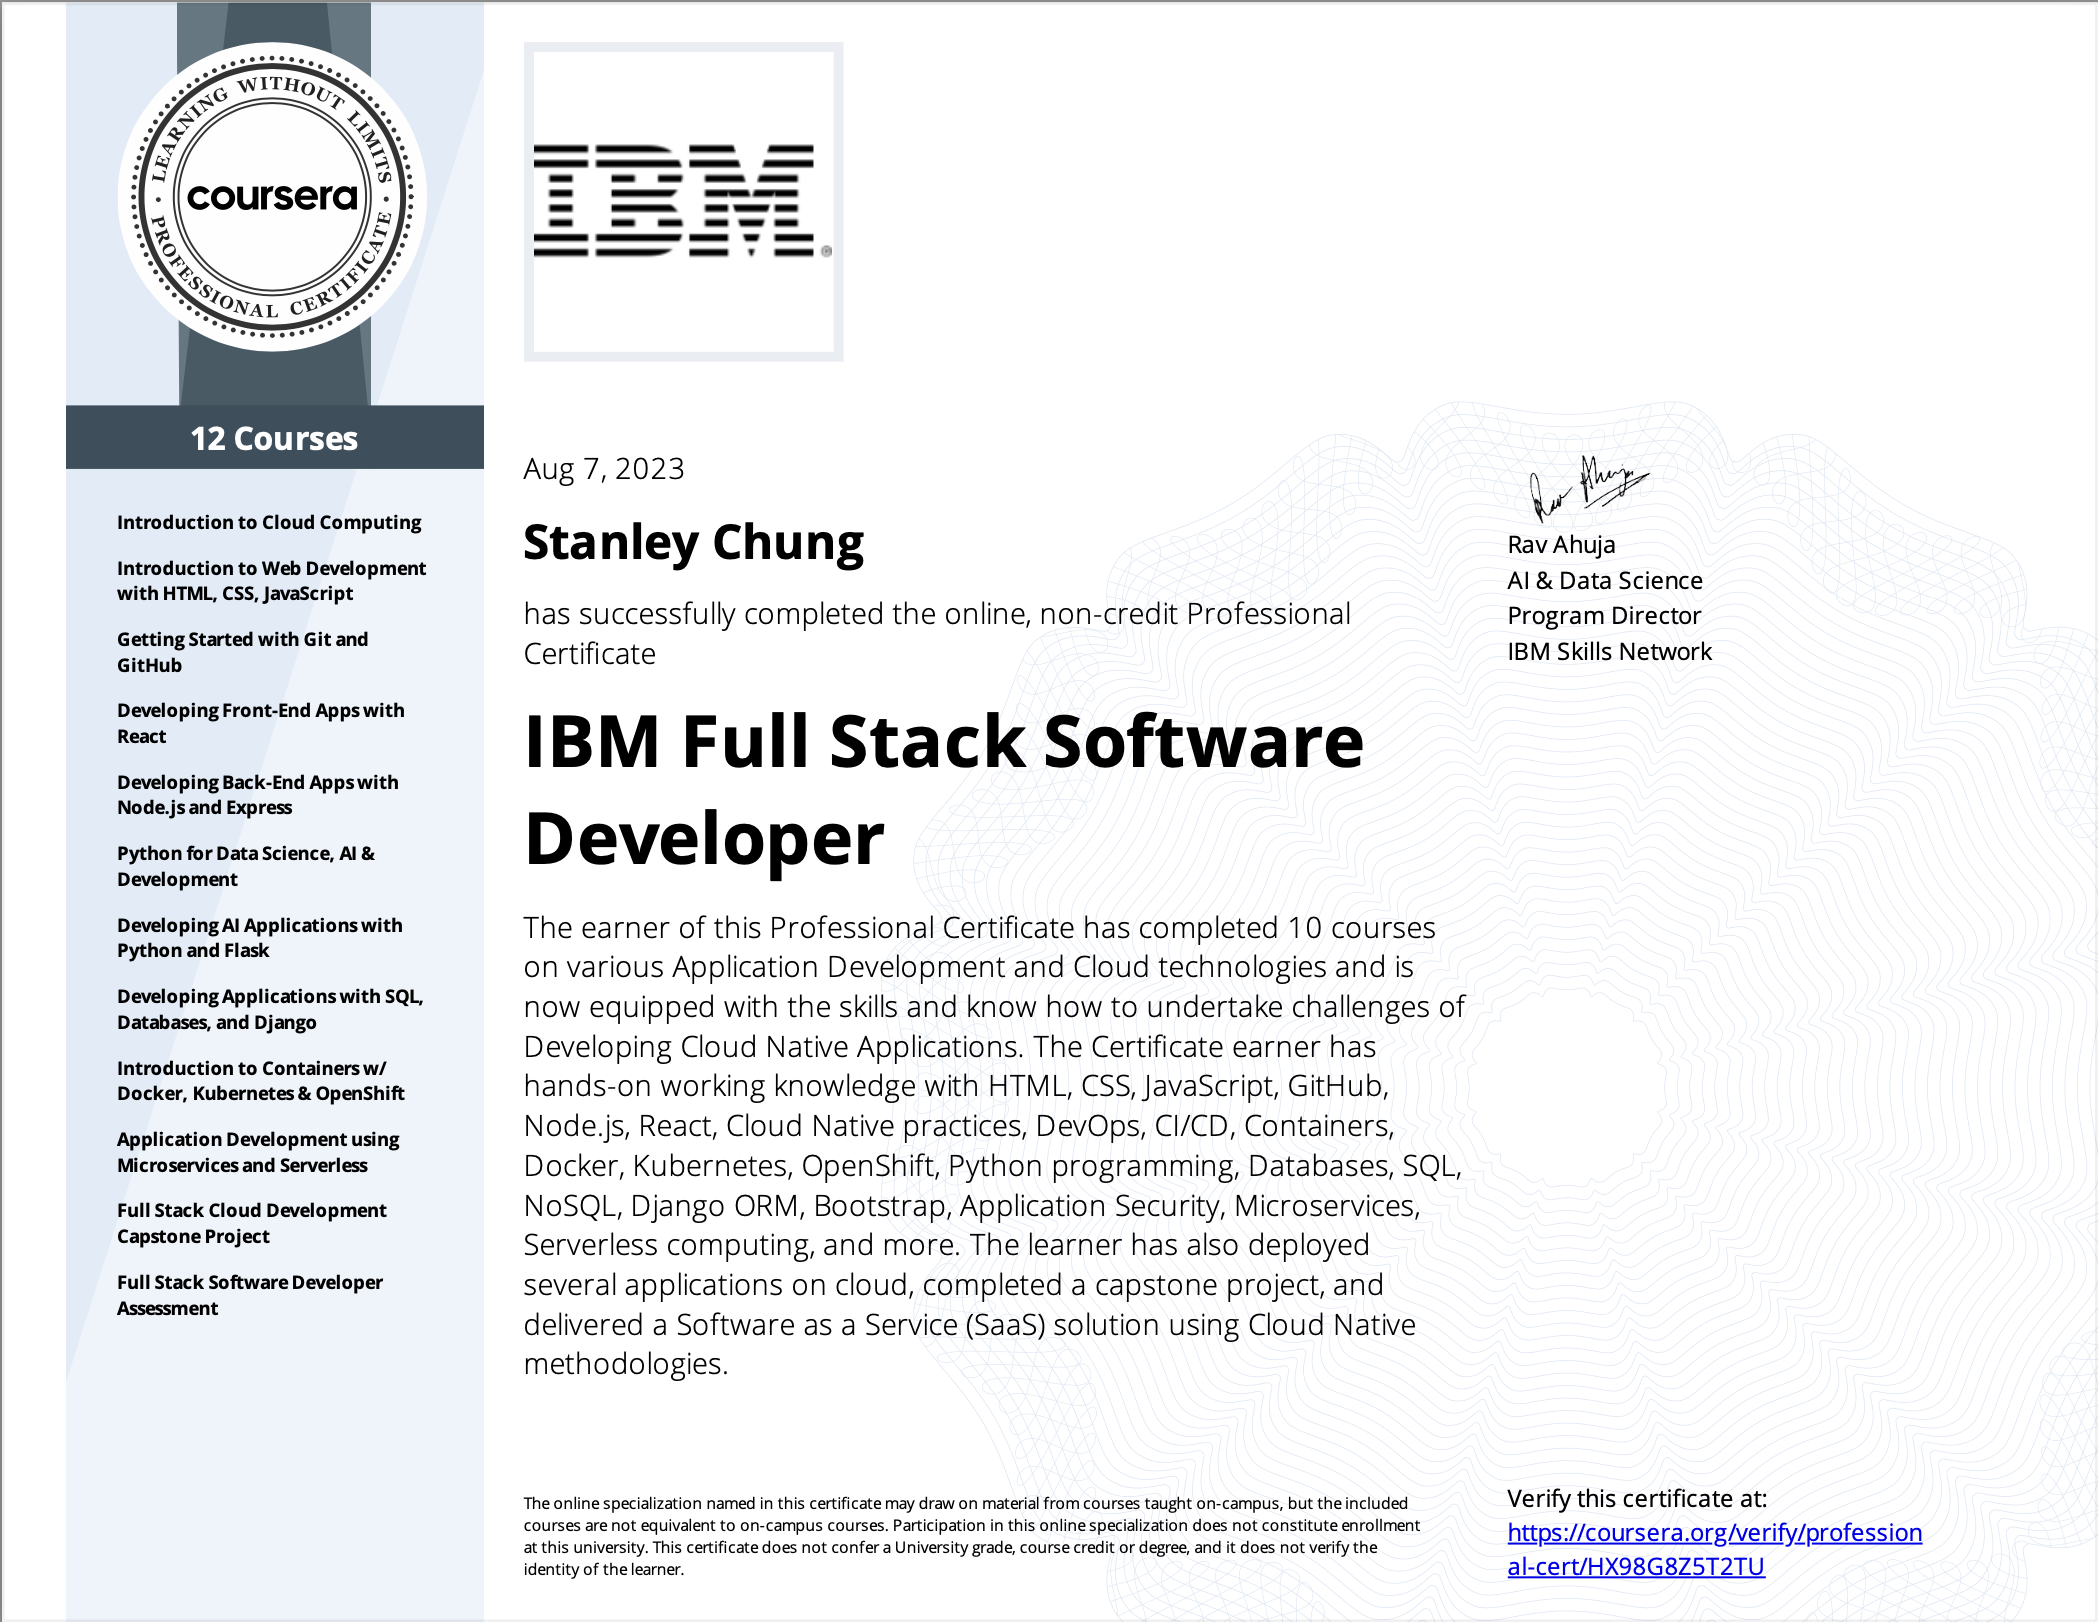 LEARNING WITHOUT LIMITS
coursera
PROFESSIONAL CERTIFICATE
12 Courses
Introduction to Cloud Computing
Introduction to Web Development
with HTML, CSS, JavaScript
Getting Started with Git and
GitHub
Developing Front-End Apps with
React
Developing Back-End Apps with
Node.js and Express
Python for Data Science, AI &
Development
Developing AI Applications with
Python and Flask
Developing Applications with SQL,
Databases, and Django
Introduction to Containers w/
Docker, Kubernetes & OpenShift
Application Development using
Microservices and Serverless
Full Stack Cloud Development
Capstone Project
Full Stack Software Developer
Assessment
IBM®
Aug 7, 2023
Stanley Chung
has successfully completed the online, non-credit Professional
Certificate
IBM Full Stack Software
Developer
The earner of this Professional Certificate has completed 10 courses
on various Application Development and Cloud technologies and is
now equipped with the skills and know how to undertake challenges of
Developing Cloud Native Applications. The Certificate earner has
hands-on working knowledge with HTML, CSS, JavaScript, GitHub,
Node.js, React, Cloud Native practices, DevOps, CI/CD, Containers,
Docker, Kubernetes, OpenShift, Python programming, Databases, SQL,
NoSQL, Django ORM, Bootstrap, Application Security, Microservices,
Serverless computing, and more. The learner has also deployed
several applications on cloud, completed a capstone project, and
delivered a Software as a Service (SaaS) solution using Cloud Native
methodologies.
The online specialization named in this certificate may draw on material from courses taught on-campus, but the included
courses are not equivalent to on-campus courses. Participation in this online specialization does not constitute enrollment
at this university. This certificate does not confer a University grade, course credit or degree, and it does not verify the
identity of the learner.
Rav Ahuja
Rav Ahuja
AI & Data Science
Program Director
IBM Skills Network
Verify this certificate at:
https://coursera.org/verify/profession
al-cert/HX98G8Z5T2TU